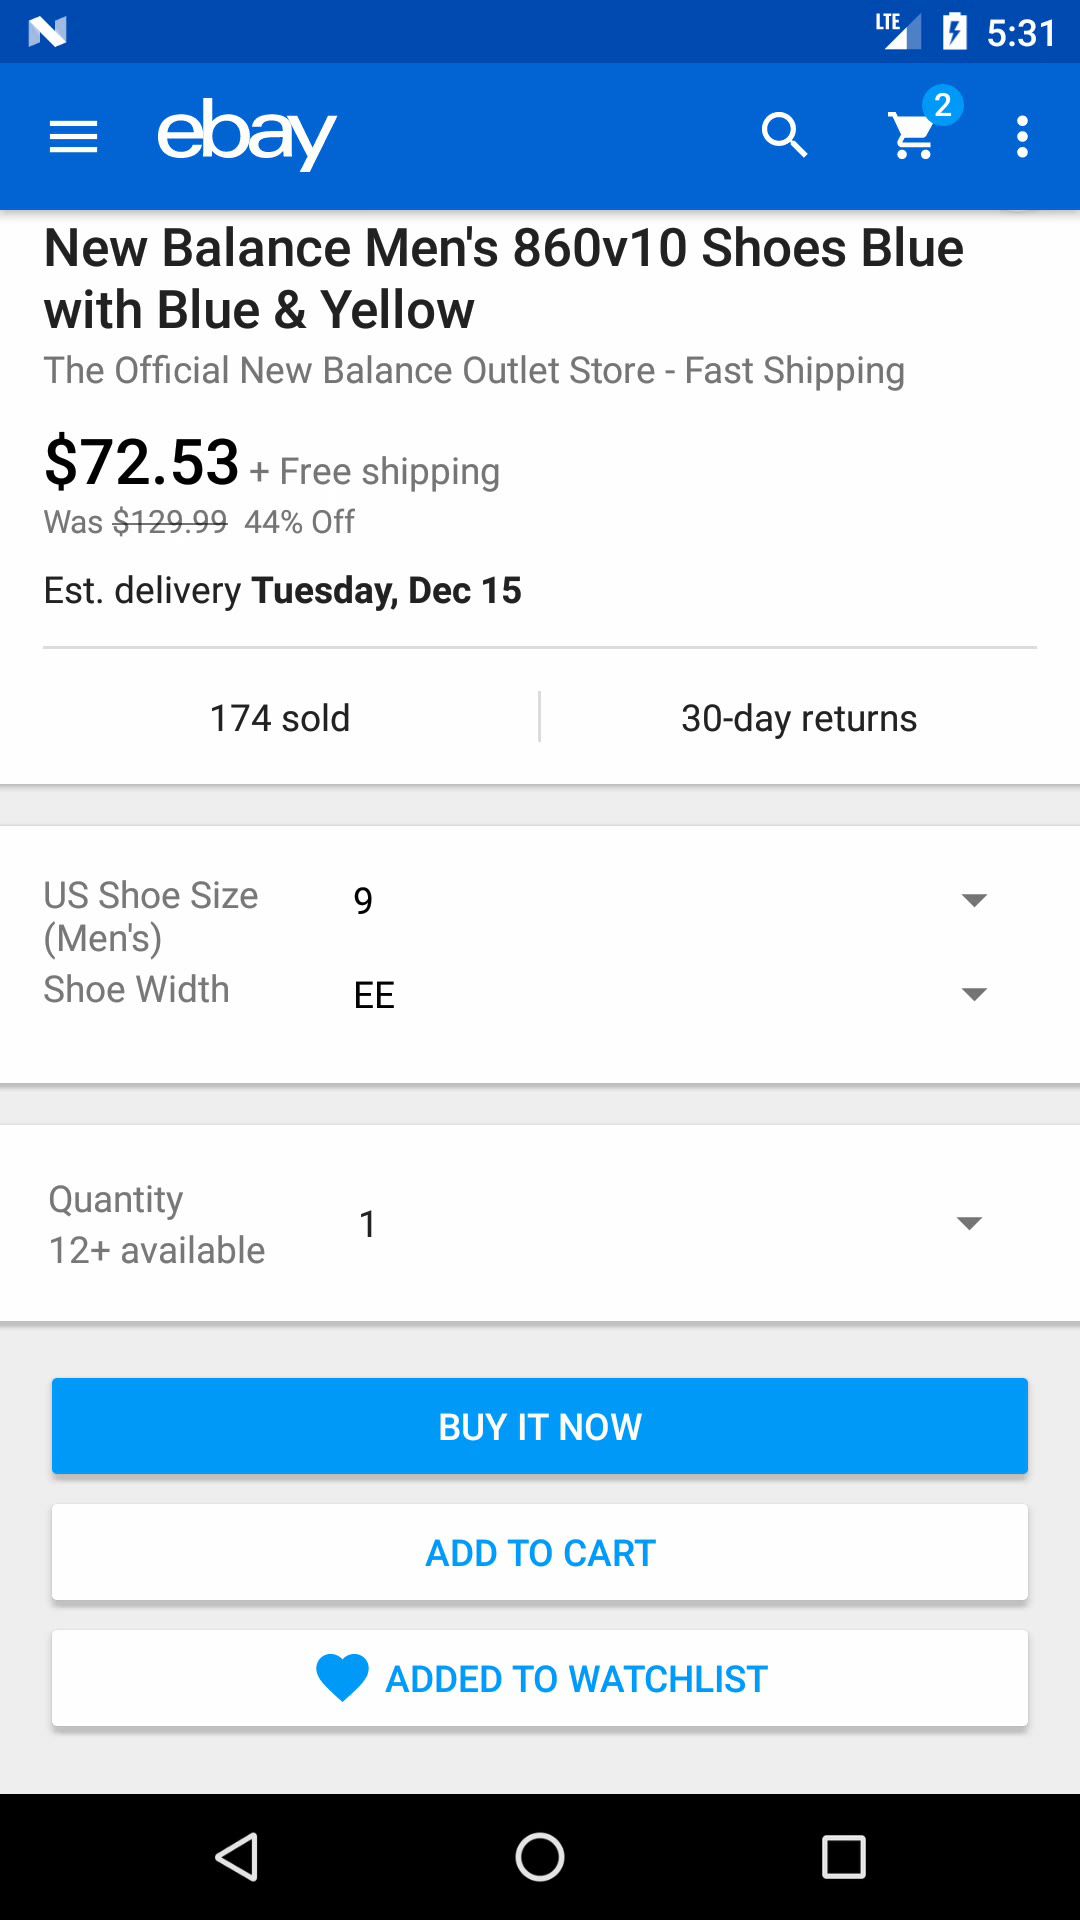 LTE 5:31
ebay 2
New Balance Men's 860v10 Shoes Blue
with Blue & Yellow
The Official New Balance Outlet Store - Fast Shipping
$72.53 + Free shipping
Was $129.99 44% Off
Est. delivery Tuesday, Dec 15
174 sold 30-day returns
US Shoe Size 9
(Men's)
Shoe Width EE
Quantity 1
12+ available
BUY IT NOW
ADD TO CART
ADDED TO WATCHLIST